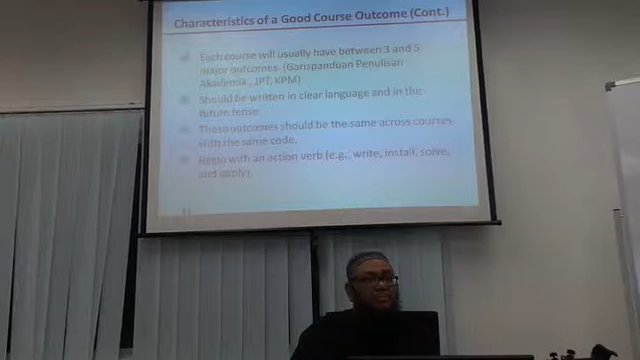 Characteristics of a Good Course Outcome (Cont.)
Each course will usually have between 3 and 5
major outcomes. (Garispanduan Penulisan
Akademik, JPT, KPM)
Should be written in clear language and in the
future tense
These outcomes should be the same across courses
with the same code.
Begin with an action verb (e.g., write, install, solve,
and apply).